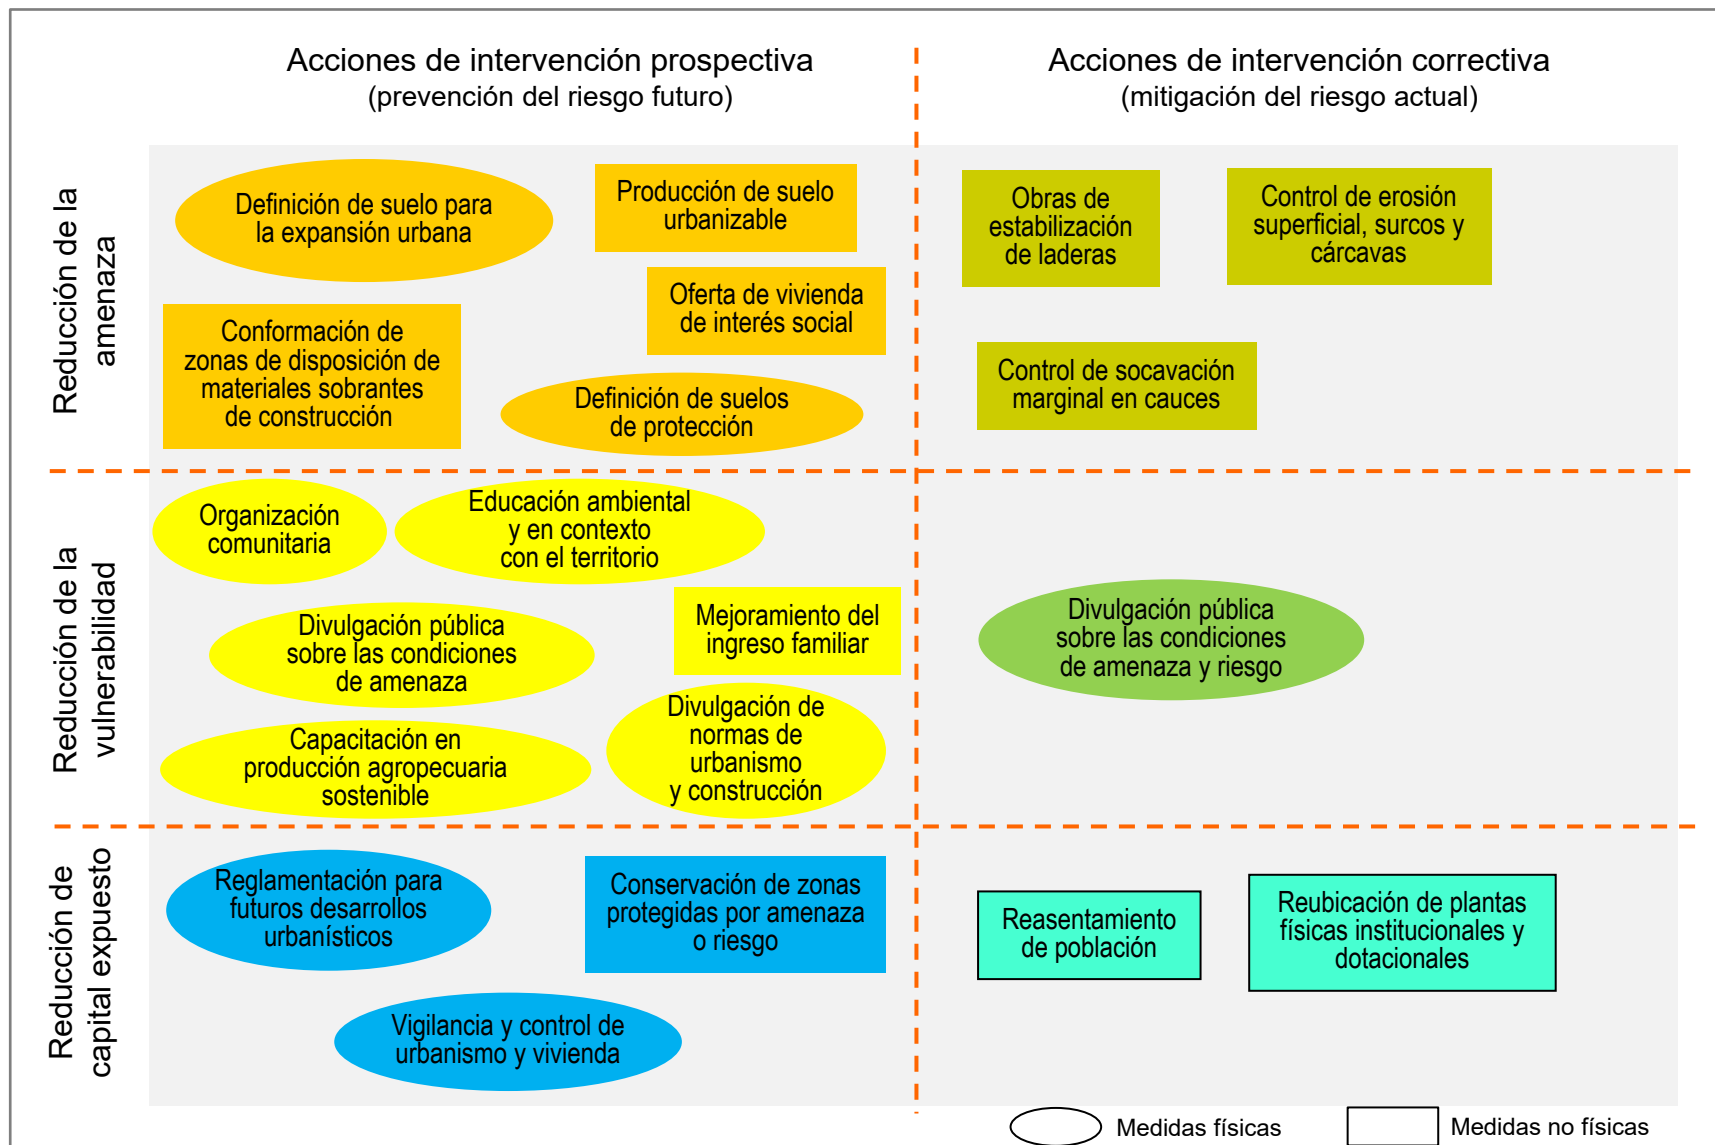 Acciones de intervención prospectiva
(prevención del riesgo futuro)
Acciones de intervención correctiva
(mitigación del riesgo actual)
Reducción de la
amenaza
Definición de suelo para
la expansión urbana
Producción de suelo
urbanizable
Oferta de vivienda
de interés social
Conformación de
zonas de disposición de
materiales sobrantes
de construcción
Definición de suelos
de protección
Obras de
estabilización
de laderas
Control de erosión
superficial, surcos y
cárcavas
Control de socavación
marginal en cauces
Reducción de la
vulnerabilidad
Organización
comunitaria
Educación ambiental
y en contexto
con el territorio
Divulgación pública
sobre las condiciones
de amenaza
Mejoramiento del
ingreso familiar
Capacitación en
producción agropecuaria
sostenible
Divulgación de
normas de
urbanismo
y construcción
Divulgación pública
sobre las condiciones
de amenaza y riesgo
Reducción de
capital expuesto
Reglamentación para
futuros desarrollos
urbanísticos
Conservación de zonas
protegidas por amenaza
o riesgo
Vigilancia y control de
urbanismo y vivienda
Reasentamiento
de población
Reubicación de plantas
físicas institucionales y
dotacionales
Medidas físicas
Medidas no físicas